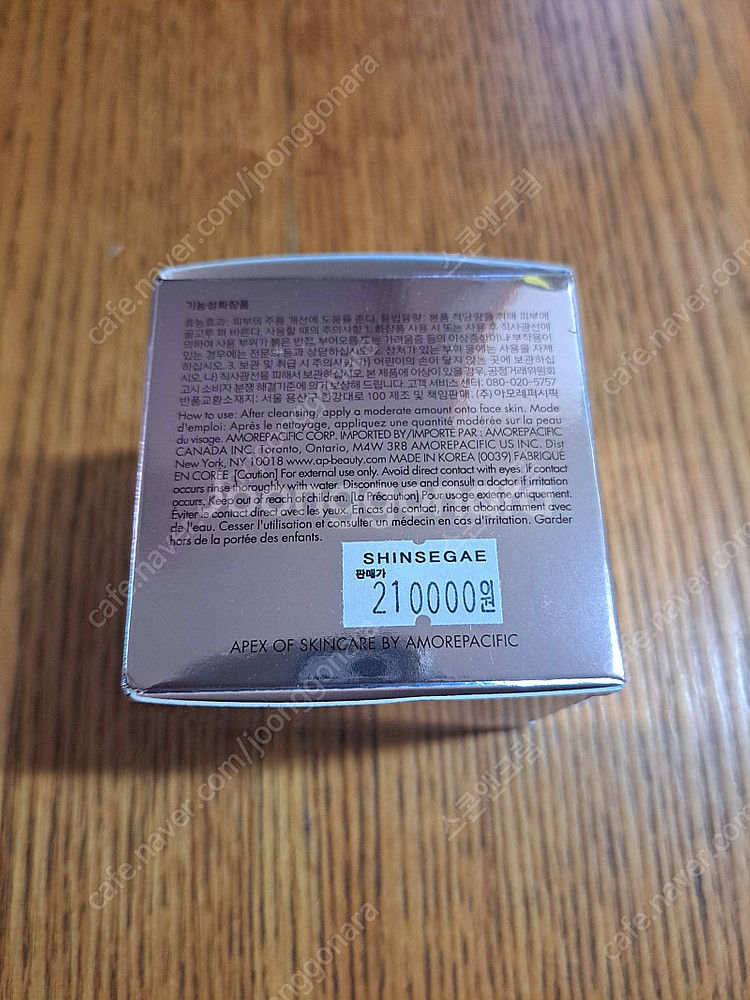 기능성화장품
효능효과: 피부의 주름 개선에 도움을 준다. 용법용량: 본품 적당량을 취해 피부에
골고루 펴 바른다. 사용할 때의 주의사항 1. 화장품 사용 시 또는 사용 후 직사광선에
의하여 사용 부위가 붉은 반점, 부어오름 또는 가려움증 등의 이상증상이나 부작용이
있는 경우에는 전문의 등과 상담하십시오 2. 상처가 있는 부위 등에는 사용을 자제
하십시오. 3. 보관 및 취급 시 주의사항 가) 어린이의 손이 닿지 않는 곳에 보관하십
시오. 나) 직사광선을 피해서 보관하십시오 본 제품에 이상이 있을 경우, 공정거래위원회
고시 소비자 분쟁 해결기준에 의거 보상해 드립니다. 고객 서비스 센터: 080-020-5757
반품교환소재지: 서울 용산구 한강대로 100 제조 및 책임판매: (주) 아모레퍼시픽
How to use: After cleansing, apply a moderate amount onto face skin. Mode
d'emploi: Après le nettoyage, appliquez une quantité modérée sur la peau
du visage. AMOREPACIFIC CORP. IMPORTED BY/IMPORTE PAR : AMOREPACIFIC
CANADA INC. Toronto, Ontario, M4W 3R8 AMOREPACIFIC US INC. Dist
New York, NY 10018 www.ap-beauty.com MADE IN KOREA (0039) FABRIQUÉ
EN CORÉE [Caution] For external use only. Avoid direct contact with eyes. If contact
occurs rinse thoroughly with water. Discontinue use and consult a doctor if irritation
occurs. Keep out of reach of children. [La Précaution] Pour usage externe uniquement.
Éviter le contact direct avec les yeux. En cas de contact, rincer abondamment avec
de l'eau. Cesser l'utilisation et consulter un médecin en cas d'irritation. Garder
hors de la portée des enfants.
SHINSEGAE
판매가
210000원
APEX OF SKINCARE BY AMOREPACIFIC
cafe.naver.com/joonggonara
스로앤크림
joonggonara